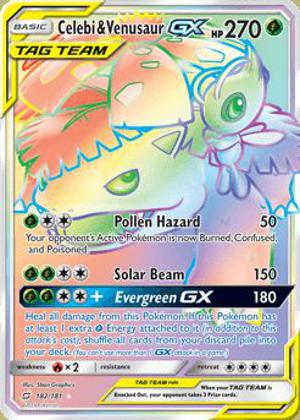 BASIC Celebi&Venusaur GX HP 270
TAG TEAM
Pollen Hazard 50
Your opponent's Active Pokémon is now Burned, Confused,
and Poisoned.
Solar Beam 150
+ Evergreen GX 180
Heal all damage from this Pokémon. If this Pokémon has
at least 1 extra Energy attached to it (in addition to this
attack's cost), shuffle all cards from your discard pile into
your deck. (You can't use more than 1 GX attack in a game.)
weakness ×2 resistance retreat
Illus. 5ban Graphics
182/181
TAG TEAM rule
When your TAG TEAM is
Knocked Out, your opponent takes 3 Prize cards.
TAG TEAM